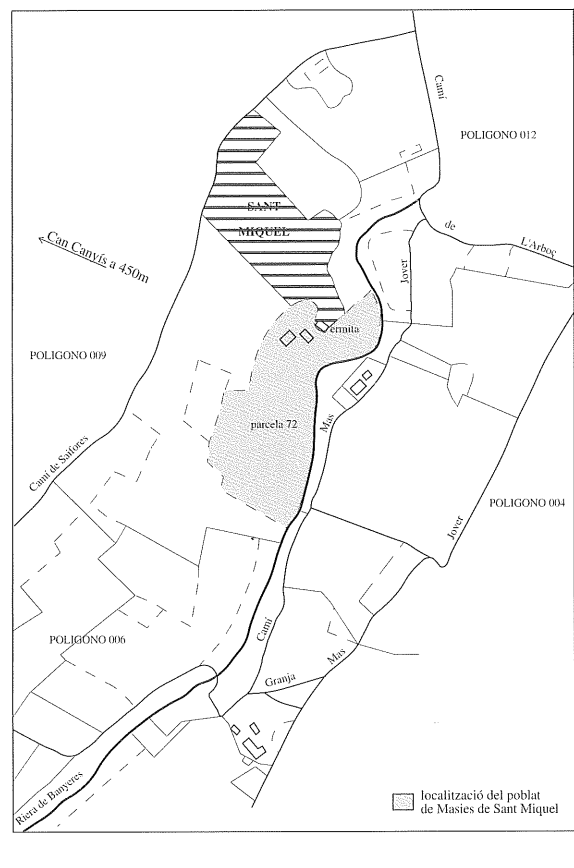 Camí
POLIGONO 012
SANT
MIQUEL
de
L'Arboç
Can Canyís a 450m
Jover
ermita
POLIGONO 009
Mas
parcela 72
Camí de Saifores
POLIGONO 004
Jover
Camí
POLIGONO 006
Mas
Granja
Riera de Banyeres
localització del poblat
de Masies de Sant Miquel